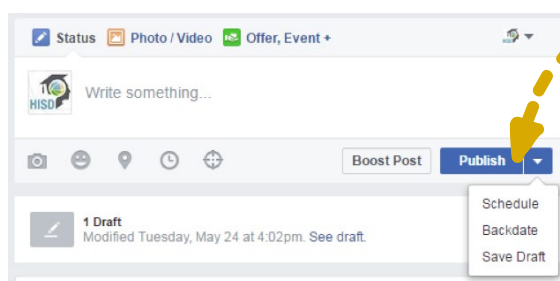 Status Photo / Video Offer, Event +
HISD
Write something...
Boost Post Publish
Schedule
Backdate
Save Draft
1 Draft
Modified Tuesday, May 24 at 4:02pm. See draft.